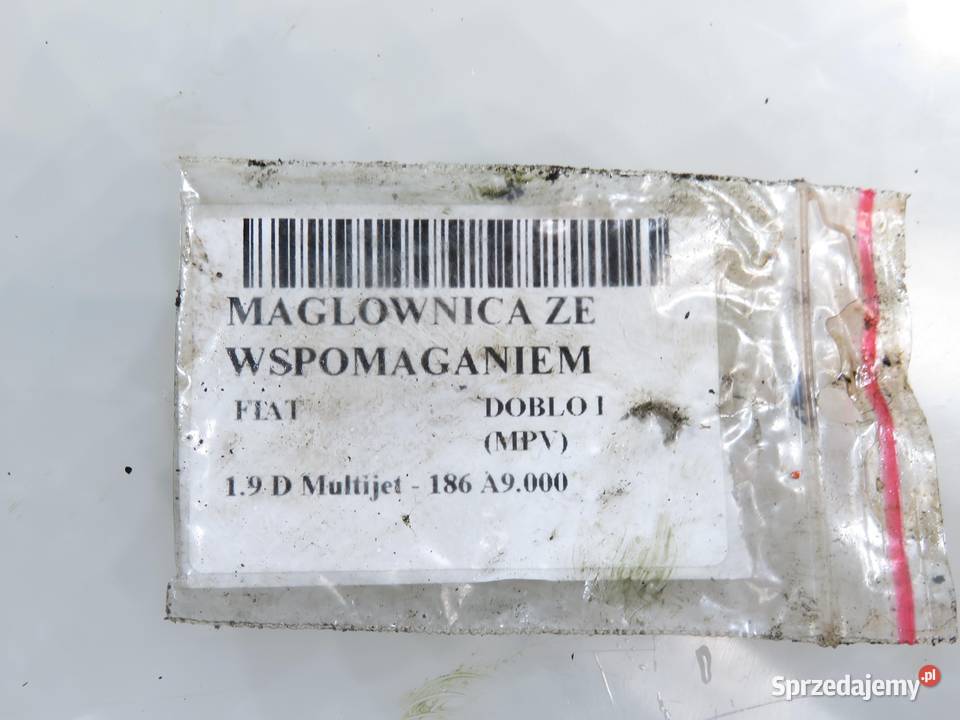 MAGLOWNICA ZE
WSPOMAGANIEM
FIAT DOBLO I
(MPV)
1.9 D Multijet - 186 A9.000
Sprzedajemy.pl